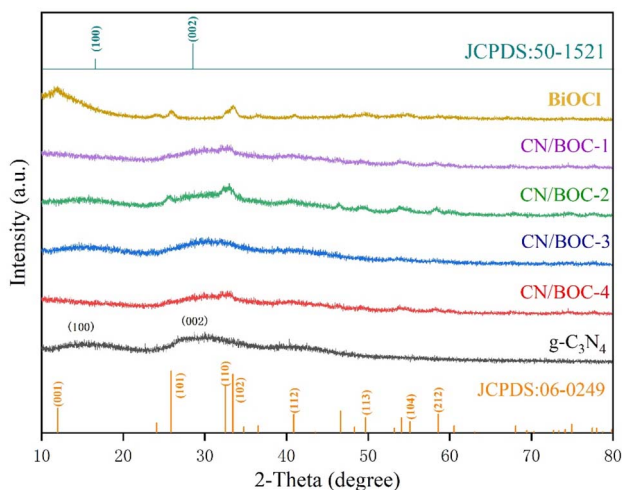 (100)
(002)
JCPDS:50-1521
BiOCl
CN/BOC-1
CN/BOC-2
CN/BOC-3
CN/BOC-4
(100)
(002)
g-C₃N₄
JCPDS:06-0249
(001)
(101)
(110)
(102)
(112)
(113)
(104)
(212)
10 20 30 40 50 60 70 80
2-Theta (degree)
Intensity (a.u.)